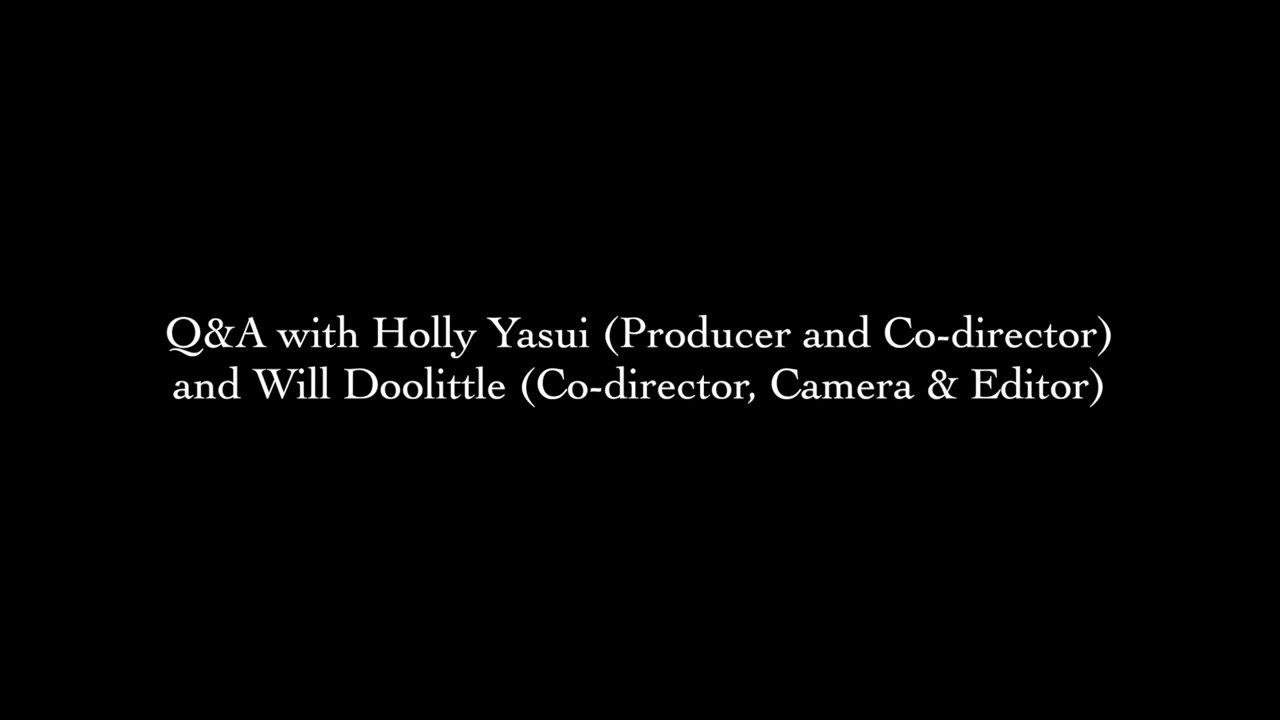 Q&A with Holly Yasui (Producer and Co-director)
and Will Doolittle (Co-director, Camera & Editor)